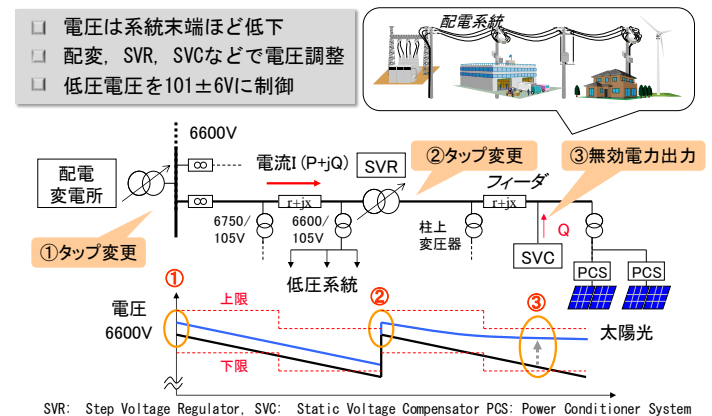 □ 電圧は系統末端ほど低下
□ 配変, SVR, SVCなどで電圧調整
□ 低圧電圧を101±6Vに制御
配電系統
6600V
配電
変電所
電流I(P+jQ)
SVR
②タップ変更
③無効電力出力
フィーダ
r+jx
r+jx
①タップ変更
6750/
105V
6600/
105V
柱上
変圧器
Q
SVC
低圧系統
PCS
PCS
①
②
③
電圧
6600V
上限
下限
太陽光
SVR: Step Voltage Regulator, SVC: Static Voltage Compensator PCS: Power Conditioner System